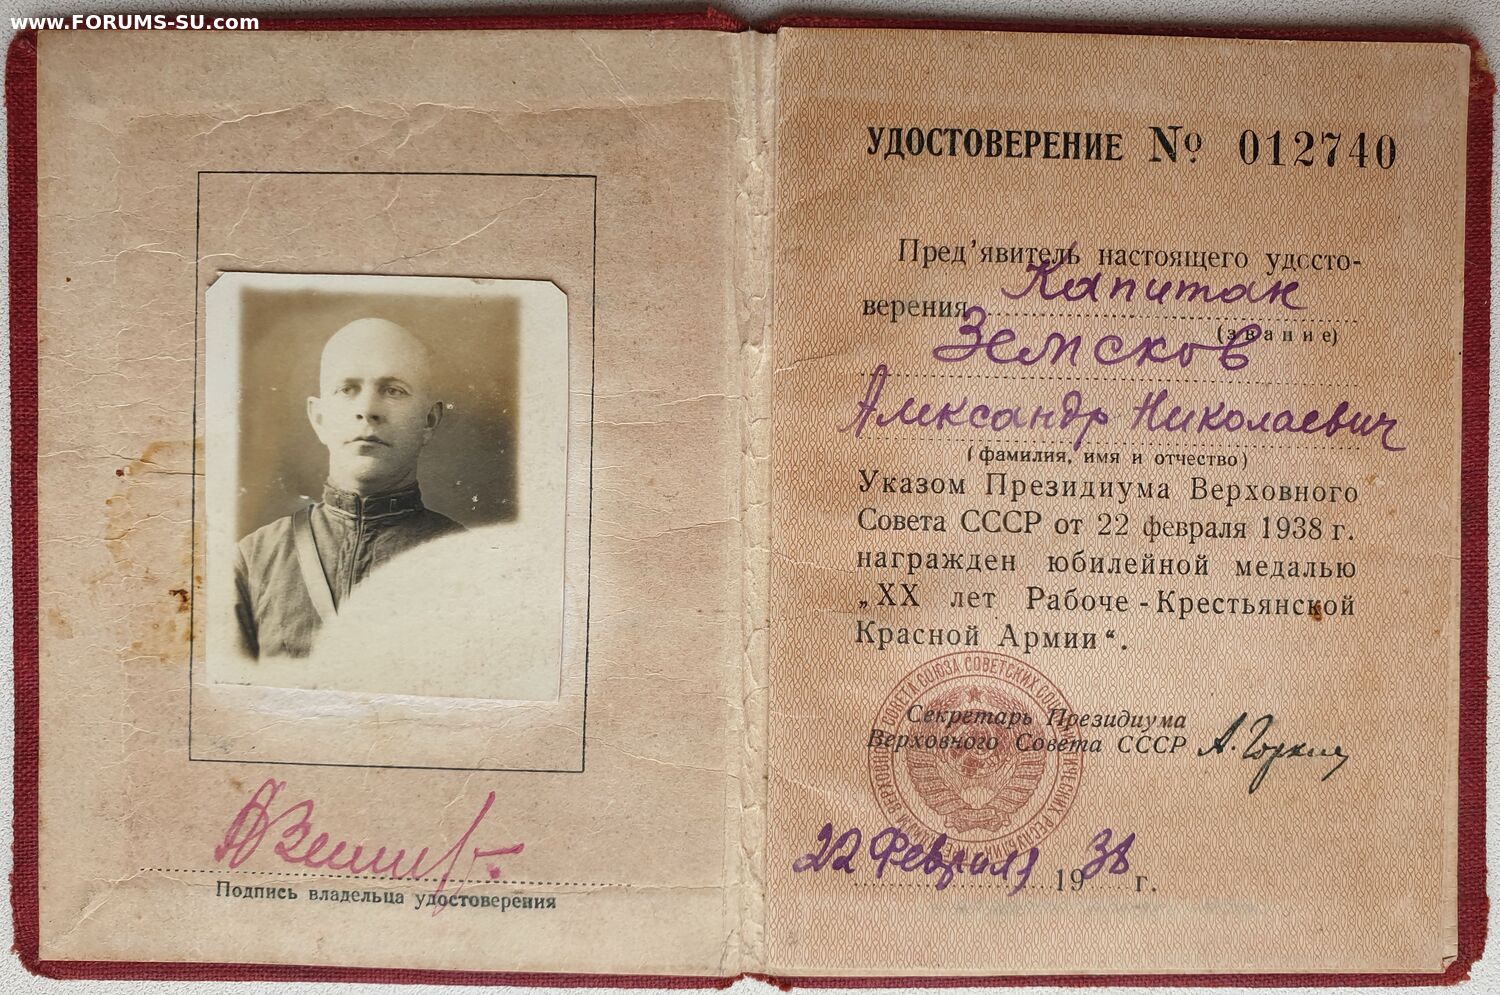 www.FORUMS-SU.com
Подпись владельца удостоверения
УДОСТОВЕРЕНИЕ № 012740
Пред'явитель настоящего удосто-
верения Капитан
(звание)
Земсков
Александр Николаевич
(фамилия, имя и отчество)
Указом Президиума Верховного
Совета СССР от 22 февраля 1938 г.
награжден юбилейной медалью
„XX лет Рабоче-Крестьянской
Красной Армии“.
Секретарь Президиума
Верховного Совета СССР А. Горкин
22 Февраля 1938 г.